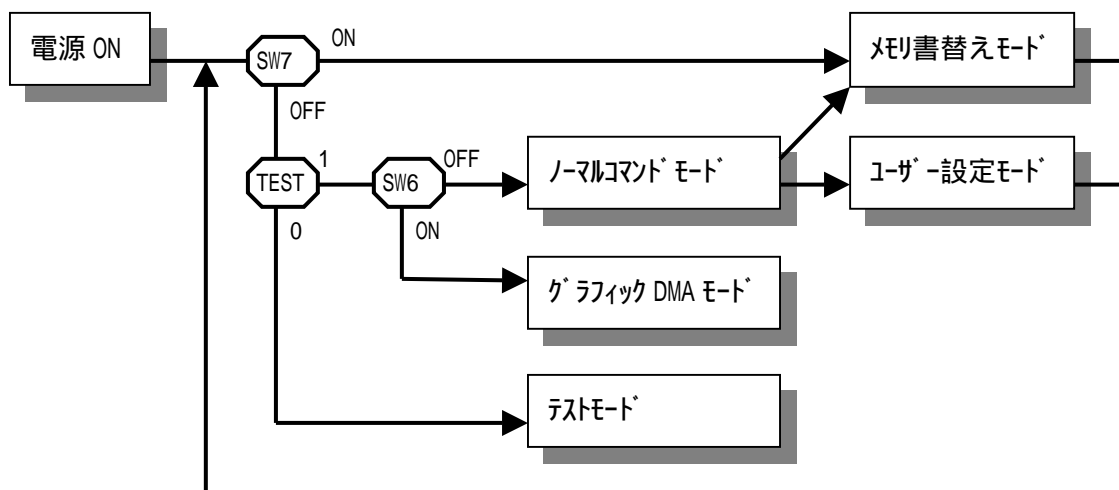 電源 ON
SW7
ON
メモリ書替えモード
OFF
TEST
1
SW6
OFF
ノーマルコマンドモード
ユーザー設定モード
0
ON
グラフィック DMA モード
テストモード